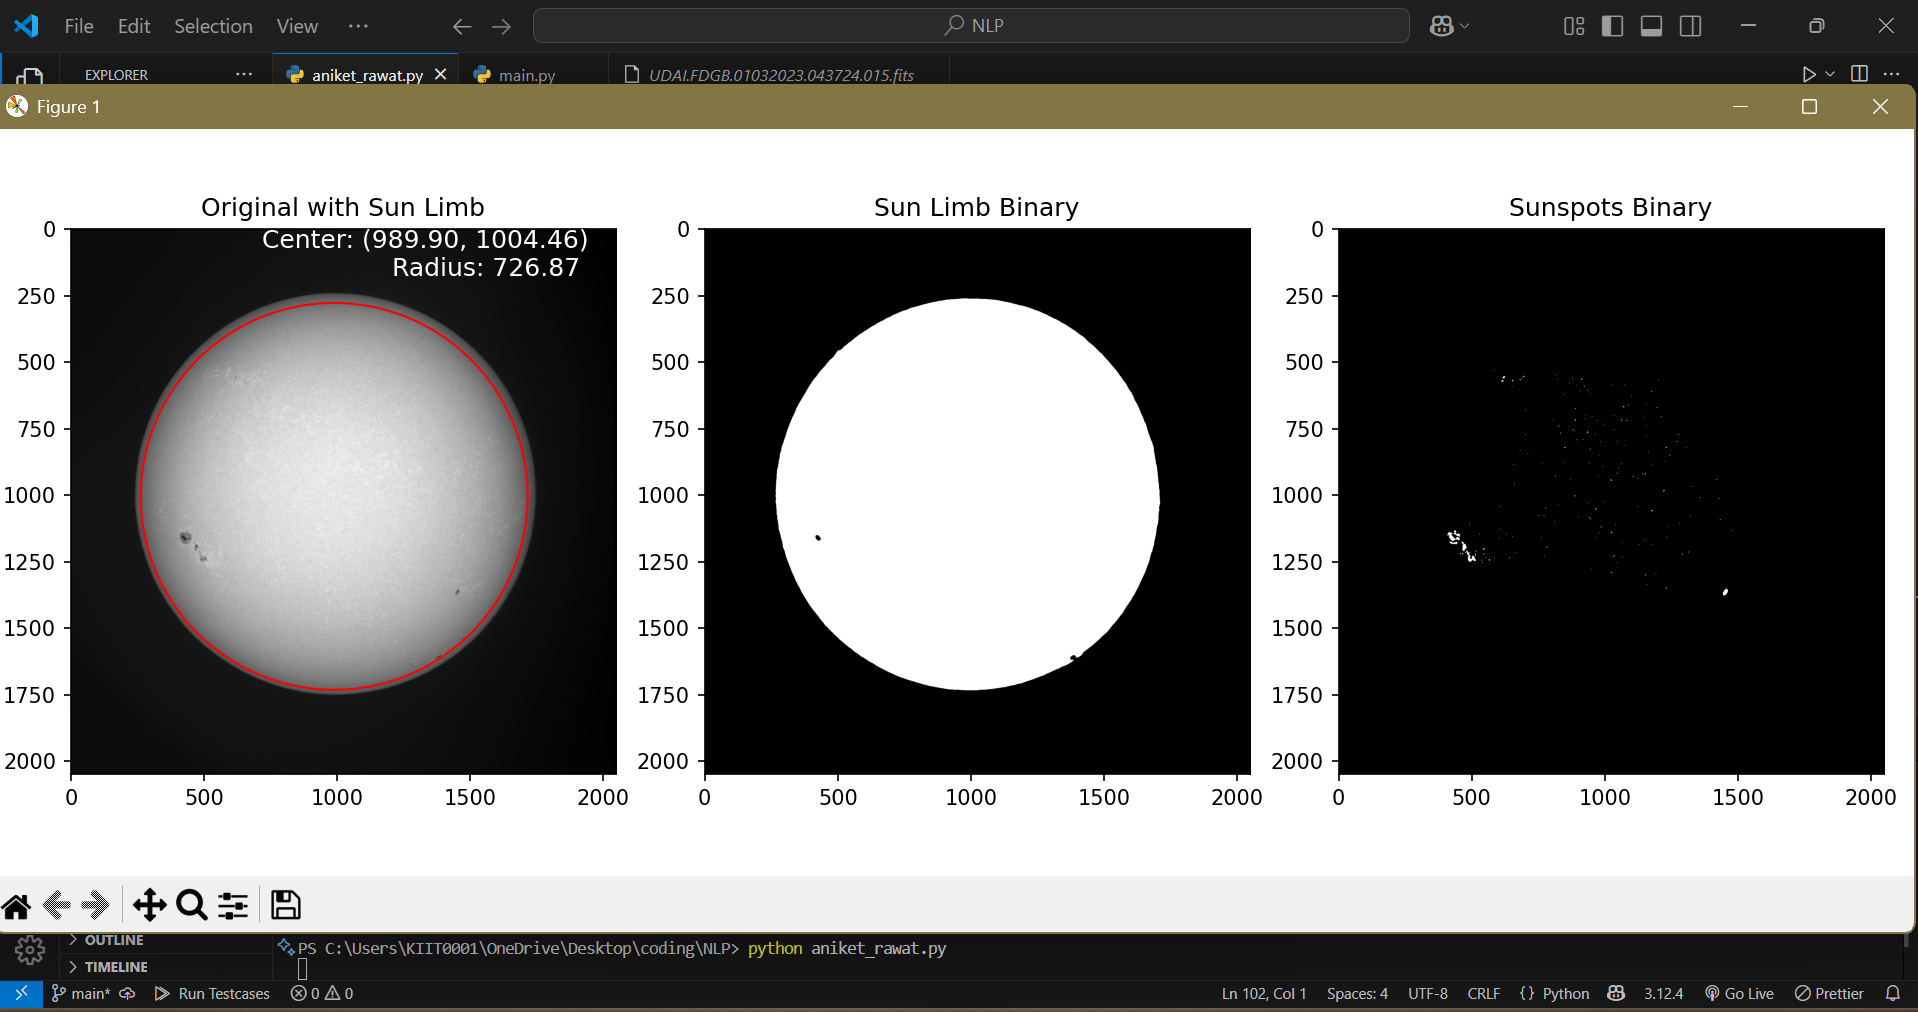 File Edit Selection View ···
NLP
EXPLORER ···
aniket_rawat.py
main.py
UDAI.FDGB.01032023.043724.015.fits
Figure 1
Original with Sun Limb
Center: (989.90, 1004.46)
Radius: 726.87
0
250
500
750
1000
1250
1500
1750
2000
0 500 1000 1500 2000
Sun Limb Binary
0
250
500
750
1000
1250
1500
1750
2000
0 500 1000 1500 2000
Sunspots Binary
0
250
500
750
1000
1250
1500
1750
2000
0 500 1000 1500 2000
OUTLINE
TIMELINE
PS C:\Users\KIIT0001\OneDrive\Desktop\coding\NLP> python aniket_rawat.py
main* Run Testcases 0 0 Ln 102, Col 1 Spaces: 4 UTF-8 CRLF {} Python 3.12.4 Go Live Prettier